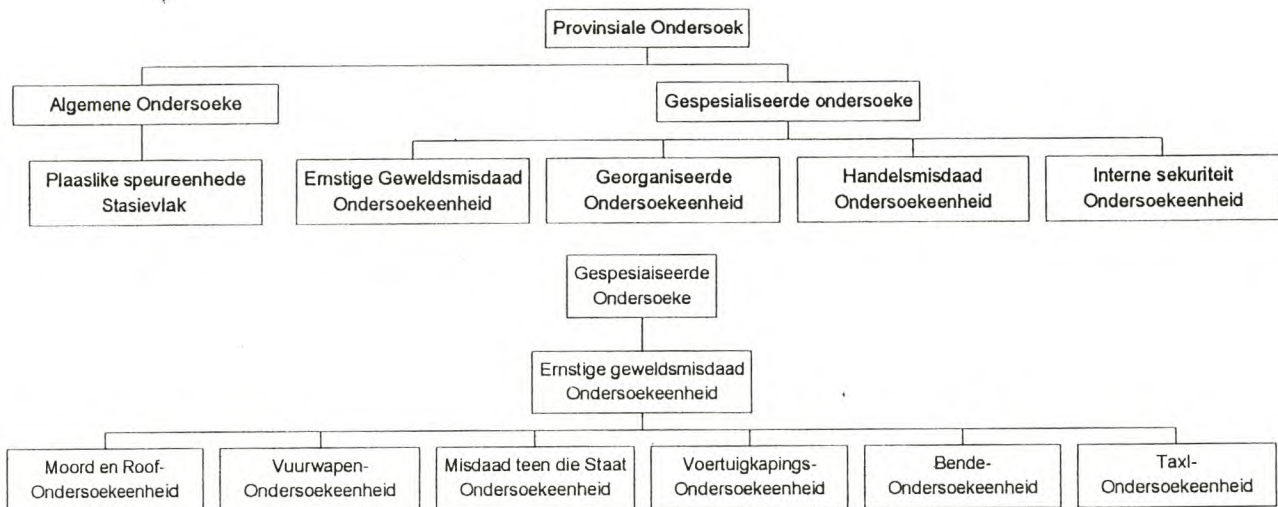 Provinsiale Ondersoek
Algemene Ondersoeke
Gespesialiseerde ondersoeke
Plaaslike speureenhede
Stasievlak
Ernstige Geweldsmisdaad
Ondersoekeenheid
Georganiseerde
Ondersoekeenheid
Handelsmisdaad
Ondersoekeenheid
Interne sekuriteit
Ondersoekeenheid
Gespesiaiseerde
Ondersoeke
Ernstige geweldsmisdaad
Ondersoekeenheid
Moord en Roof-
Ondersoekeenheid
Vuurwapen-
Ondersoekeenheid
Misdaad teen die Staat
Ondersoekeenheid
Voertuigkapings-
Ondersoekeenheid
Bende-
Ondersoekeenheid
TaxI-
Ondersoekeenheid